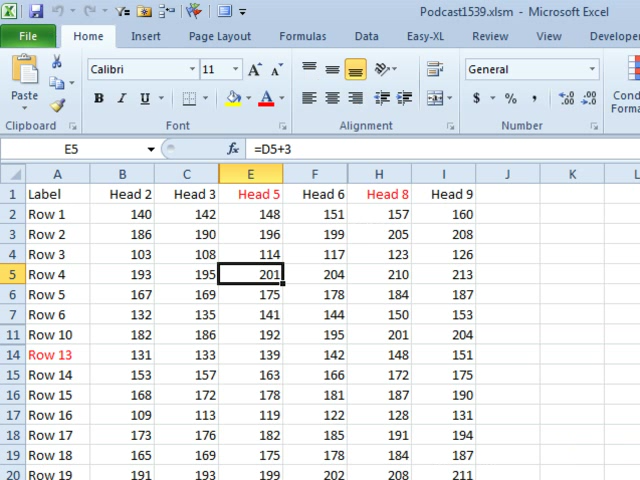 Podcast1539.xlsm - Microsoft Excel
File Home Insert Page Layout Formulas Data Easy-XL Review View Developer
Paste Calibri 11 A A General
B I U A $ % , .0 .00 .00 .0 Cond
Forma
Clipboard Font Alignment Number
E5 fx =D5+3
A B C E F H I J K L
1 Label Head 2 Head 3 Head 5 Head 6 Head 8 Head 9
2 Row 1 140 142 148 151 157 160
3 Row 2 186 190 196 199 205 208
4 Row 3 103 108 114 117 123 126
5 Row 4 193 195 201 204 210 213
6 Row 5 167 169 175 178 184 187
7 Row 6 132 135 141 144 150 153
11 Row 10 182 186 192 195 201 204
14 Row 13 131 133 139 142 148 151
15 Row 14 153 157 163 166 172 175
16 Row 15 168 172 178 181 187 190
17 Row 16 109 113 119 122 128 131
18 Row 17 173 176 182 185 191 194
19 Row 18 165 169 175 178 184 187
20 Row 19 191 193 199 202 208 211